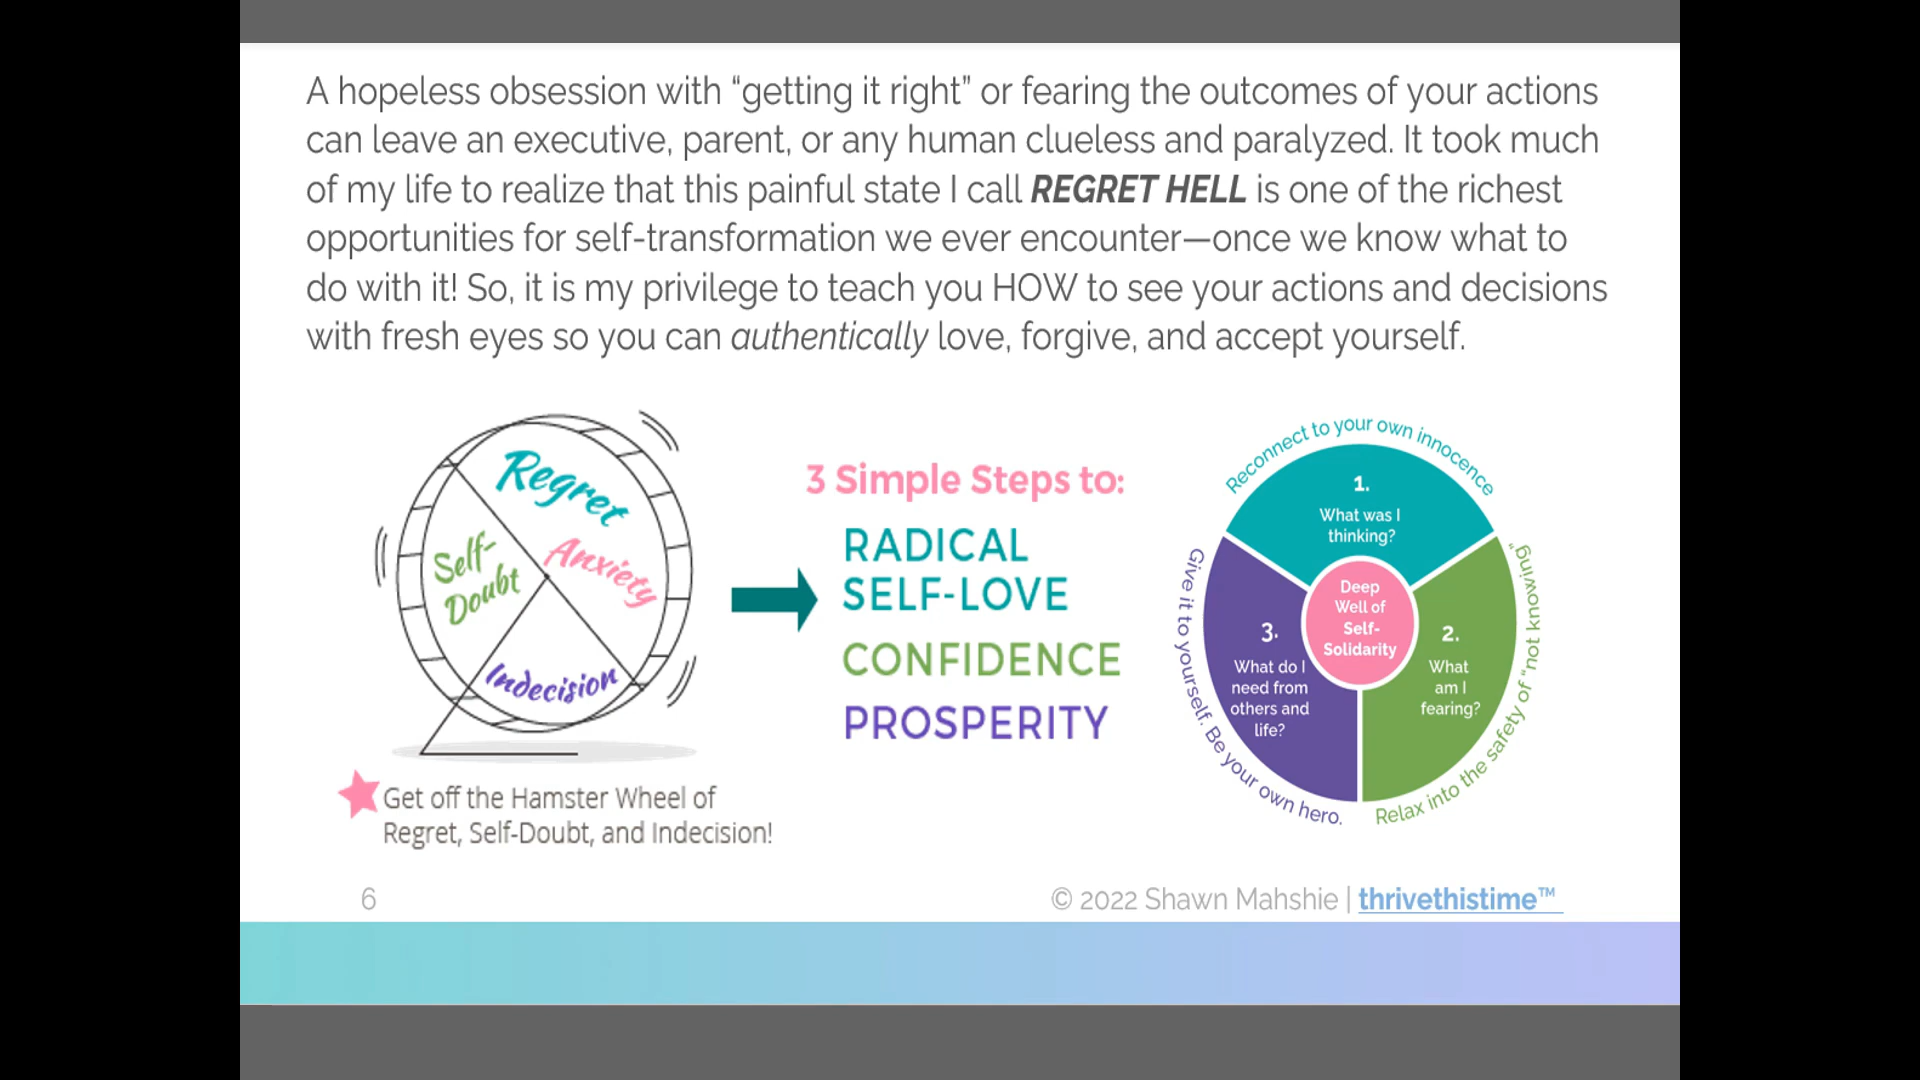 A hopeless obsession with “getting it right” or fearing the outcomes of your actions
can leave an executive, parent, or any human clueless and paralyzed. It took much
of my life to realize that this painful state I call REGRET HELL is one of the richest
opportunities for self-transformation we ever encounter—once we know what to
do with it! So, it is my privilege to teach you HOW to see your actions and decisions
with fresh eyes so you can authentically love, forgive, and accept yourself.
Regret
Anxiety
Self-
Doubt
Indecision
Get off the Hamster Wheel of
Regret, Self-Doubt, and Indecision!
3 Simple Steps to:
RADICAL
SELF-LOVE
CONFIDENCE
PROSPERITY
Reconnect to your own innocence
1.
What was I
thinking?
Deep
Well of
Self-
Solidarity
2.
What
am I
fearing?
Relax into the safety of “not knowing”
3.
What do I
need from
others and
life?
Give it to yourself. Be your own hero.
6
© 2022 Shawn Mahshie | thrivethistime™